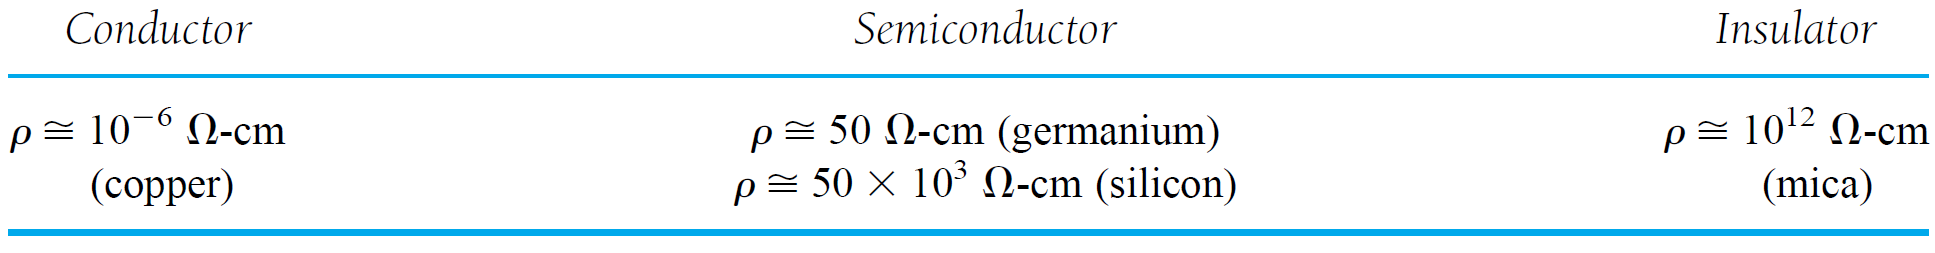 Conductor Semiconductor Insulator
ρ ≅ 10⁻⁶ Ω-cm ρ ≅ 50 Ω-cm (germanium) ρ ≅ 10¹² Ω-cm
(copper) ρ ≅ 50 × 10³ Ω-cm (silicon) (mica)